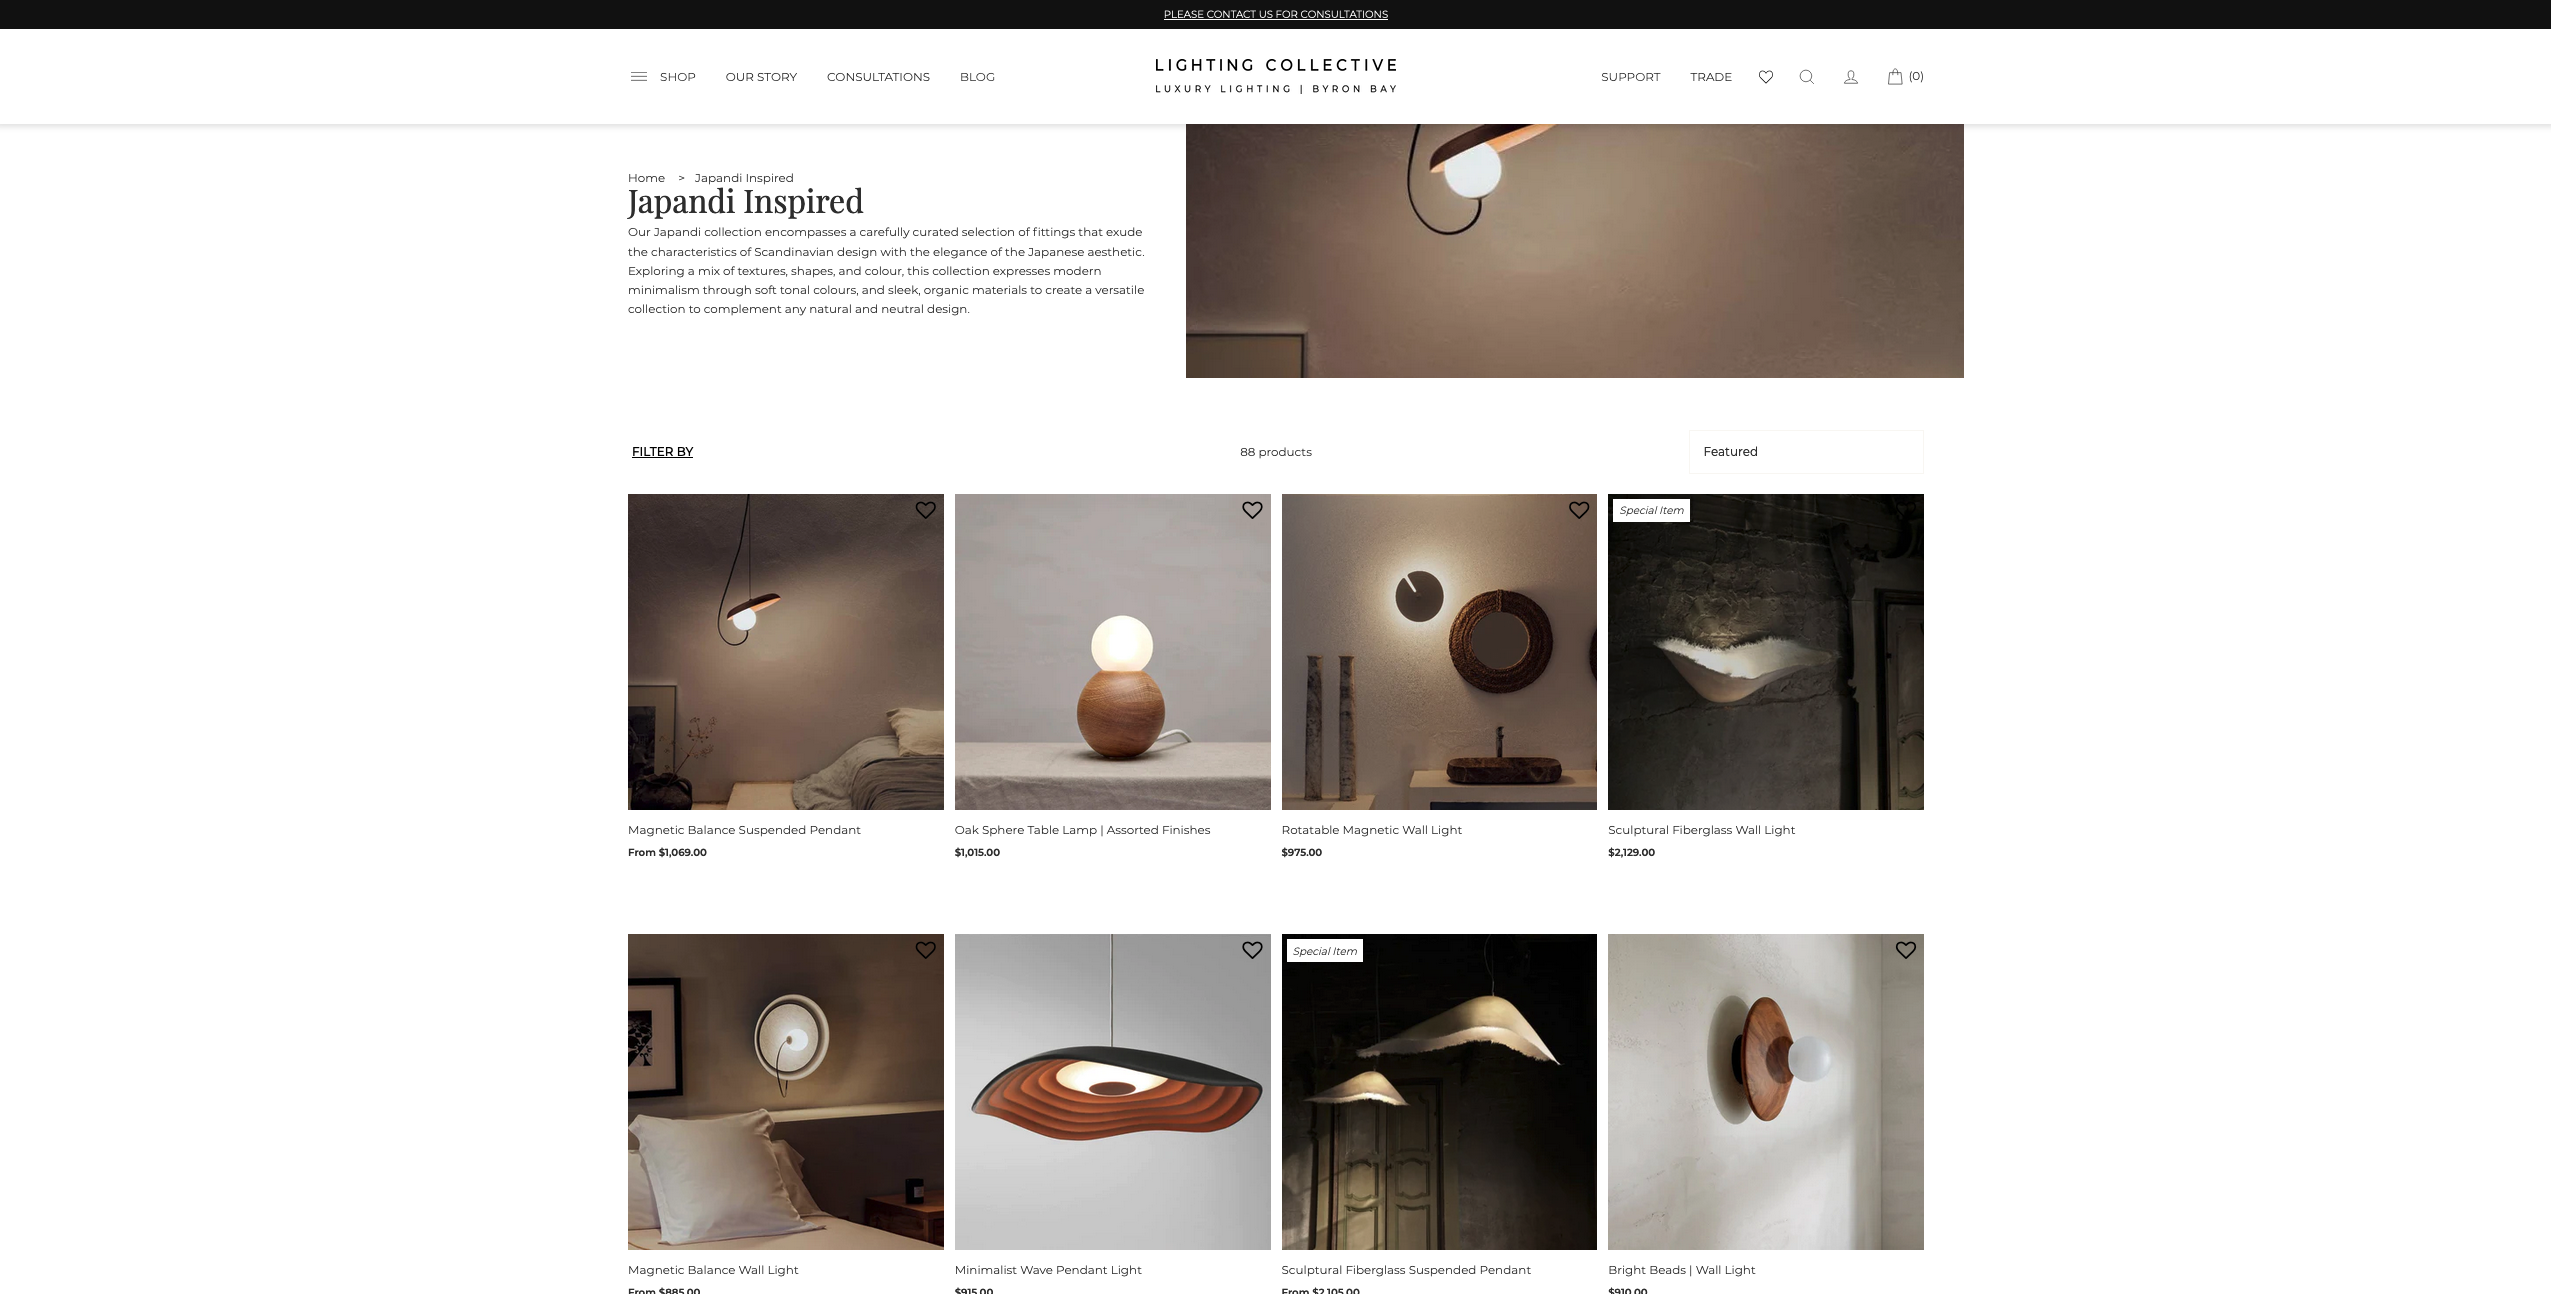 PLEASE CONTACT US FOR CONSULTATIONS
SHOP OUR STORY CONSULTATIONS BLOG
LIGHTING COLLECTIVE
LUXURY LIGHTING | BYRON BAY
SUPPORT TRADE (0)
Home > Japandi Inspired
Japandi Inspired
Our Japandi collection encompasses a carefully curated selection of fittings that exude
the characteristics of Scandinavian design with the elegance of the Japanese aesthetic.
Exploring a mix of textures, shapes, and colour, this collection expresses modern
minimalism through soft tonal colours, and sleek, organic materials to create a versatile
collection to complement any natural and neutral design.
FILTER BY
88 products
Featured
Magnetic Balance Suspended Pendant
From $1,069.00
Oak Sphere Table Lamp | Assorted Finishes
$1,015.00
Rotatable Magnetic Wall Light
$975.00
Special Item
Sculptural Fiberglass Wall Light
$2,129.00
Magnetic Balance Wall Light
From $885.00
Minimalist Wave Pendant Light
$915.00
Special Item
Sculptural Fiberglass Suspended Pendant
From $2,105.00
Bright Beads | Wall Light
$910.00